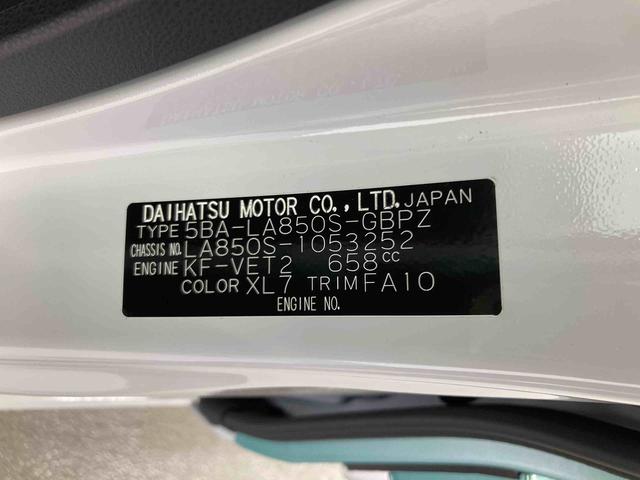 DAIHATSU MOTOR CO.,LTD. JAPAN
TYPE 5BA-LA850S-GBPZ
CHASSIS NO. LA850S-1053252
ENGINE KF-VET2 658cc
COLOR XL7 TRIM FA10
ENGINE NO.